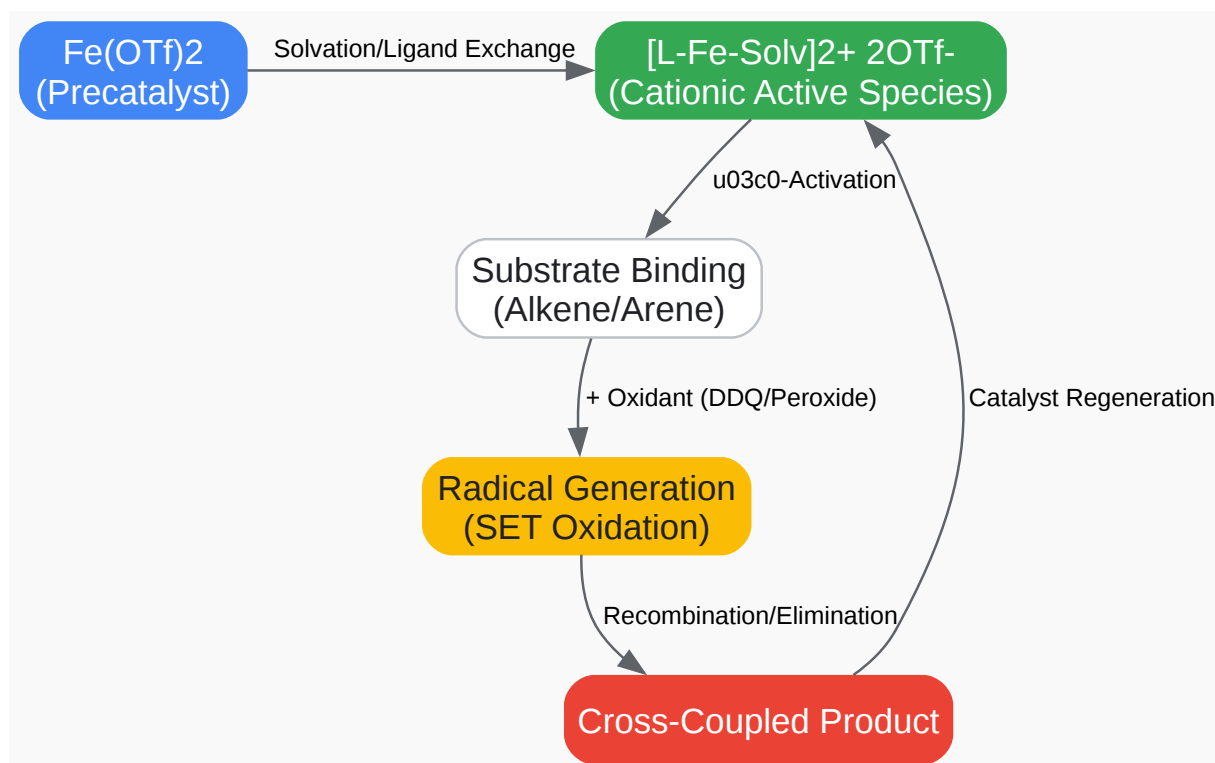 Fe(OTf)2
(Precatalyst)
Solvation/Ligand Exchange
[L-Fe-Solv]2+ 2OTf-
(Cationic Active Species)
u03c0-Activation
Substrate Binding
(Alkene/Arene)
+ Oxidant (DDQ/Peroxide)
Catalyst Regeneration
Radical Generation
(SET Oxidation)
Recombination/Elimination
Cross-Coupled Product